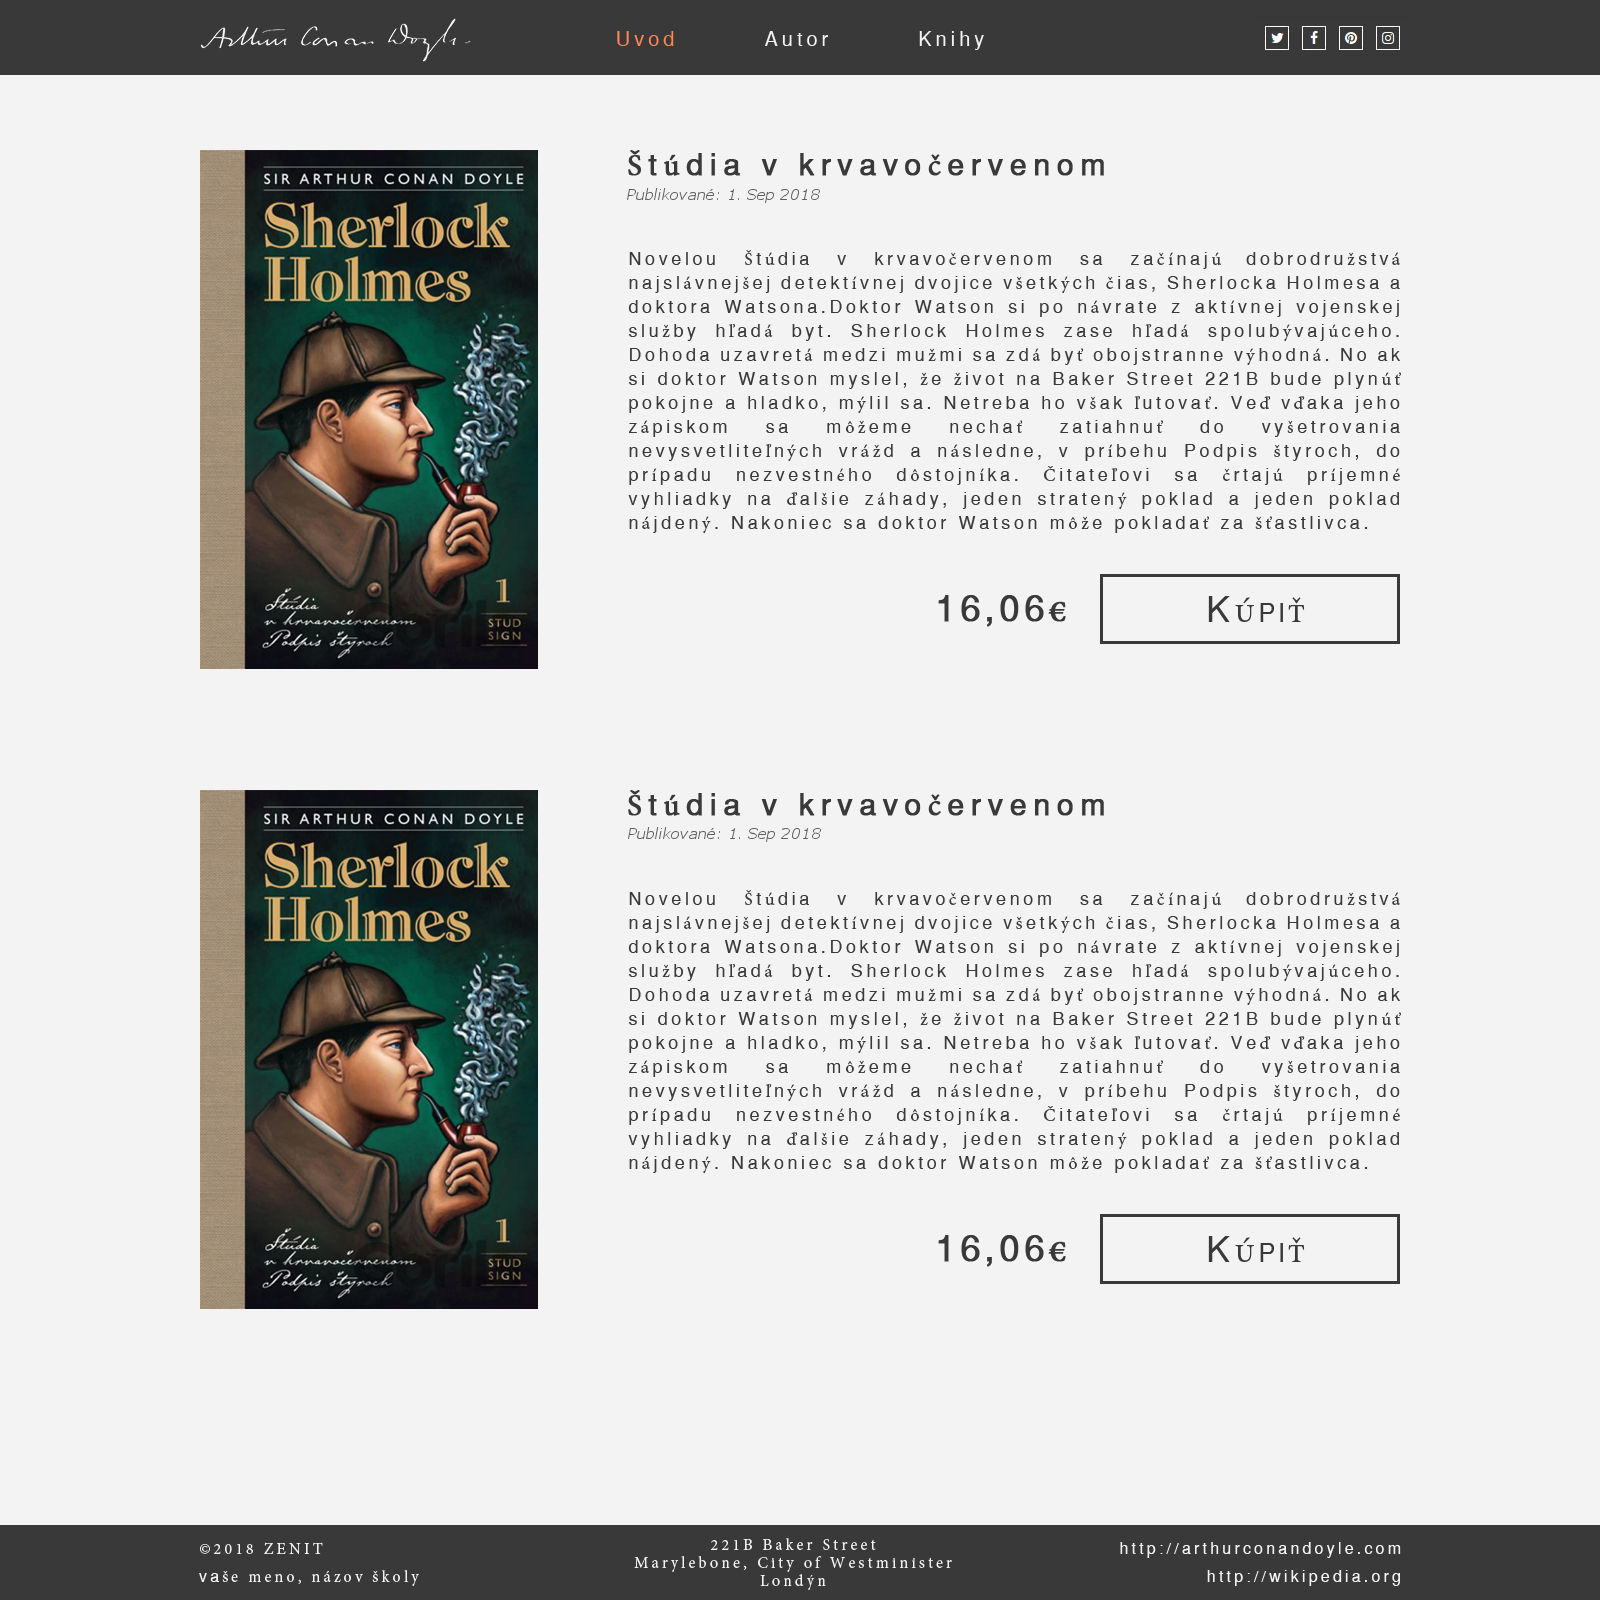 Arthur Conan Doyle.
Uvod Autor Knihy
SIR ARTHUR CONAN DOYLE
Sherlock
Holmes
Štúdia
v krvavočervenom
Podpis štyroch
1
STUD
SIGN
Štúdia v krvavočervenom
Publikované: 1. Sep 2018
Novelou Štúdia v krvavočervenom sa začínajú dobrodružstvá
najslávnejšej detektívnej dvojice všetkých čias, Sherlocka Holmesa a
doktora Watsona.Doktor Watson si po návrate z aktívnej vojenskej
služby hľadá byt. Sherlock Holmes zase hľadá spolubývajúceho.
Dohoda uzavretá medzi mužmi sa zdá byť obojstranne výhodná. No ak
si doktor Watson myslel, že život na Baker Street 221B bude plynúť
pokojne a hladko, mýlil sa. Netreba ho však ľutovať. Veď vďaka jeho
zápiskom sa môžeme nechať zatiahnuť do vyšetrovania
nevysvetliteľných vrážd a následne, v príbehu Podpis štyroch, do
prípadu nezvestného dôstojníka. Čitateľovi sa črtajú príjemné
vyhliadky na ďalšie záhady, jeden stratený poklad a jeden poklad
nájdený. Nakoniec sa doktor Watson môže pokladať za šťastlivca.
16,06€ Kúpiť
SIR ARTHUR CONAN DOYLE
Sherlock
Holmes
Štúdia
v krvavočervenom
Podpis štyroch
1
STUD
SIGN
Štúdia v krvavočervenom
Publikované: 1. Sep 2018
Novelou Štúdia v krvavočervenom sa začínajú dobrodružstvá
najslávnejšej detektívnej dvojice všetkých čias, Sherlocka Holmesa a
doktora Watsona.Doktor Watson si po návrate z aktívnej vojenskej
služby hľadá byt. Sherlock Holmes zase hľadá spolubývajúceho.
Dohoda uzavretá medzi mužmi sa zdá byť obojstranne výhodná. No ak
si doktor Watson myslel, že život na Baker Street 221B bude plynúť
pokojne a hladko, mýlil sa. Netreba ho však ľutovať. Veď vďaka jeho
zápiskom sa môžeme nechať zatiahnuť do vyšetrovania
nevysvetliteľných vrážd a následne, v príbehu Podpis štyroch, do
prípadu nezvestného dôstojníka. Čitateľovi sa črtajú príjemné
vyhliadky na ďalšie záhady, jeden stratený poklad a jeden poklad
nájdený. Nakoniec sa doktor Watson môže pokladať za šťastlivca.
16,06€ Kúpiť
©2018 ZENIT
vaše meno, názov školy
221B Baker Street
Marylebone, City of Westminister
Londýn
http://arthurconandoyle.com
http://wikipedia.org